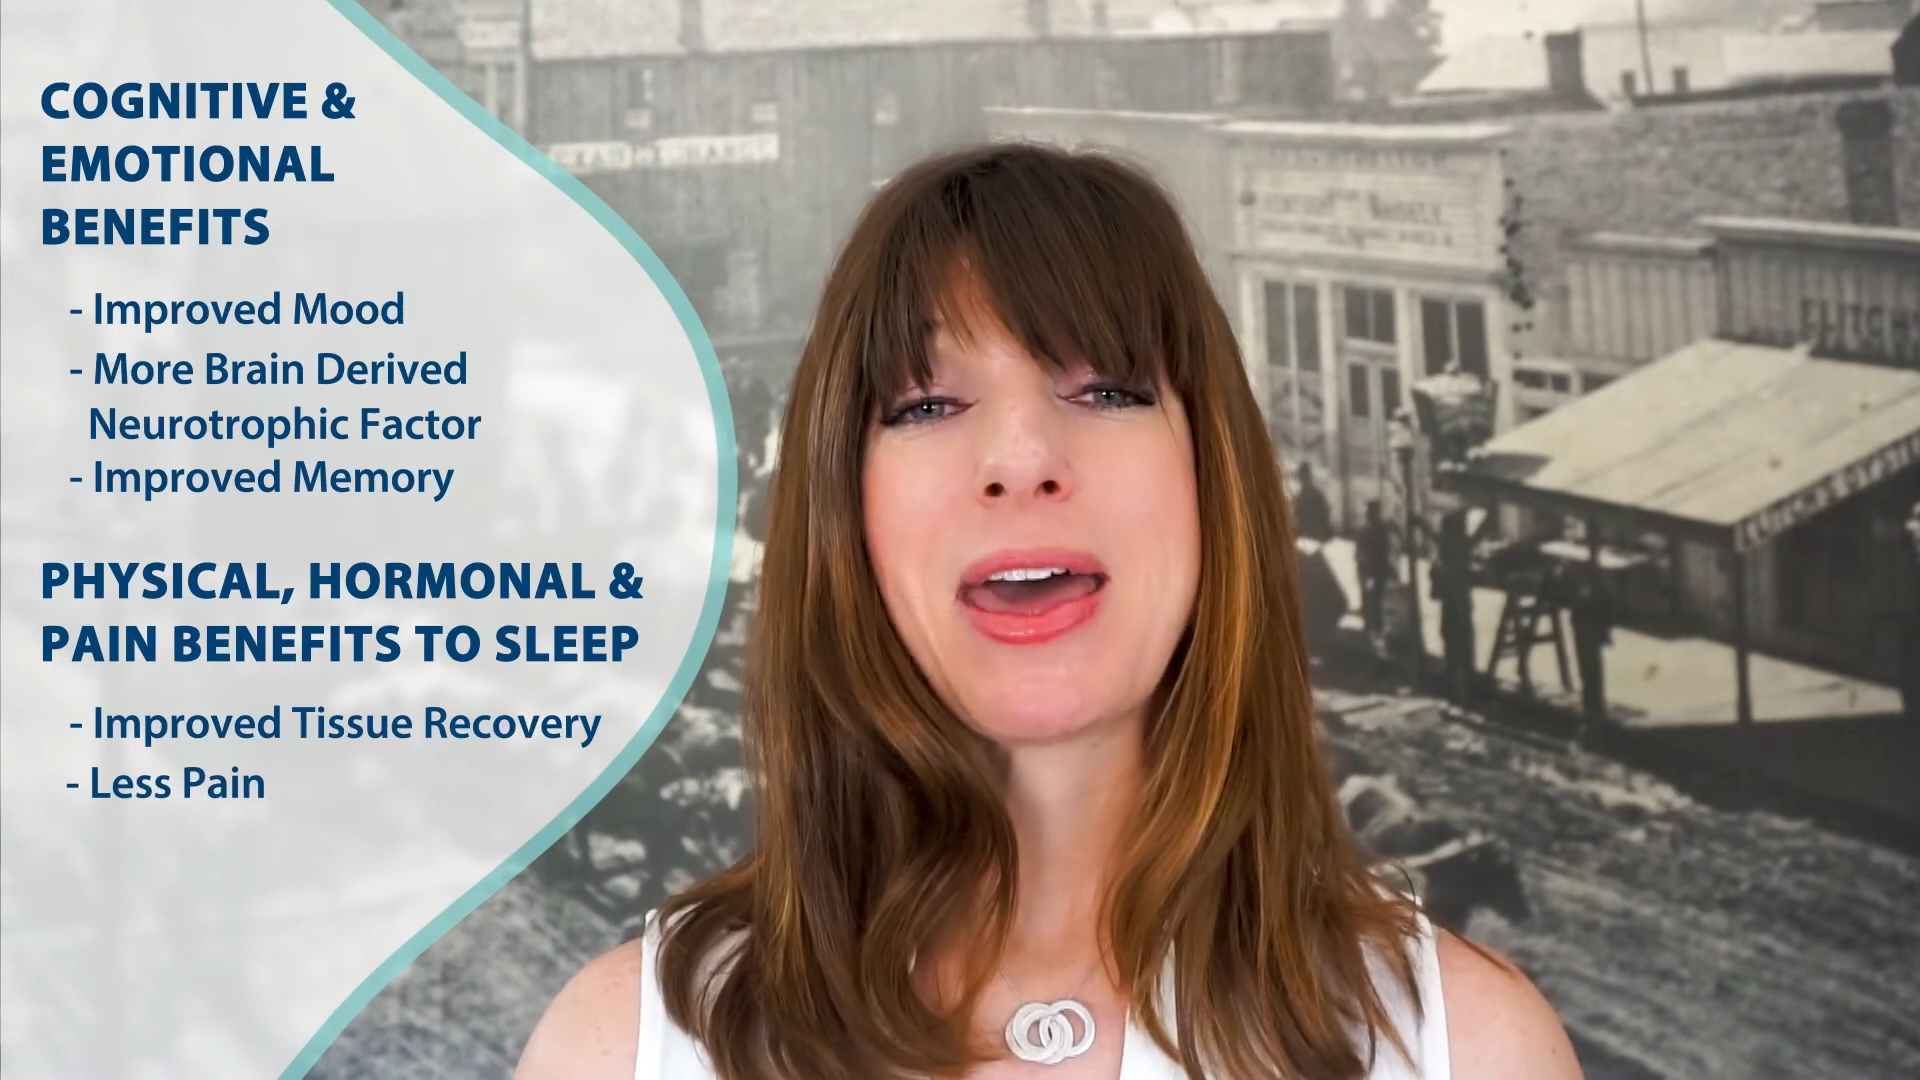 COGNITIVE &
EMOTIONAL
BENEFITS
- Improved Mood
- More Brain Derived
Neurotrophic Factor
- Improved Memory
PHYSICAL, HORMONAL &
PAIN BENEFITS TO SLEEP
- Improved Tissue Recovery
- Less Pain